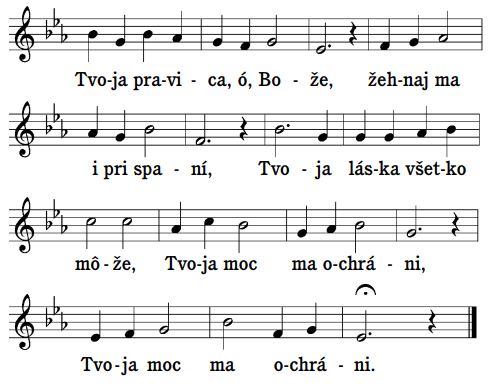 Tvo-ja pra-vi - ca, ó, Bo - že, žeh-naj ma
i pri spa - ní, Tvo - ja lás-ka všet-ko
mô - že, Tvo-ja moc ma o-chrá - ni,
Tvo-ja moc ma o-chrá - ni.